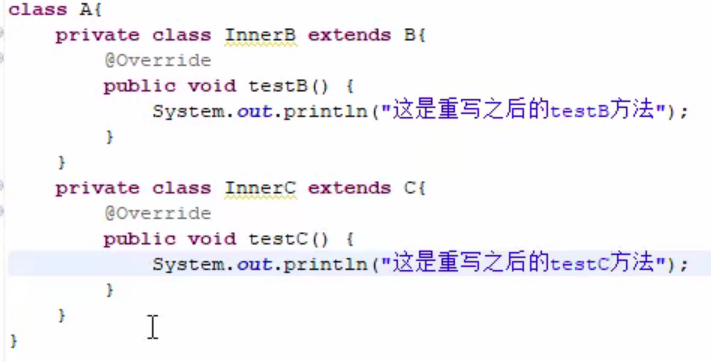 class A{
    private class InnerB extends B{
        @Override
        public void testB() {
            System.out.println("这是重写之后的testB方法");
        }
    }
    private class InnerC extends C{
        @Override
        public void testC() {
            System.out.println("这是重写之后的testC方法");
        }
    }
}